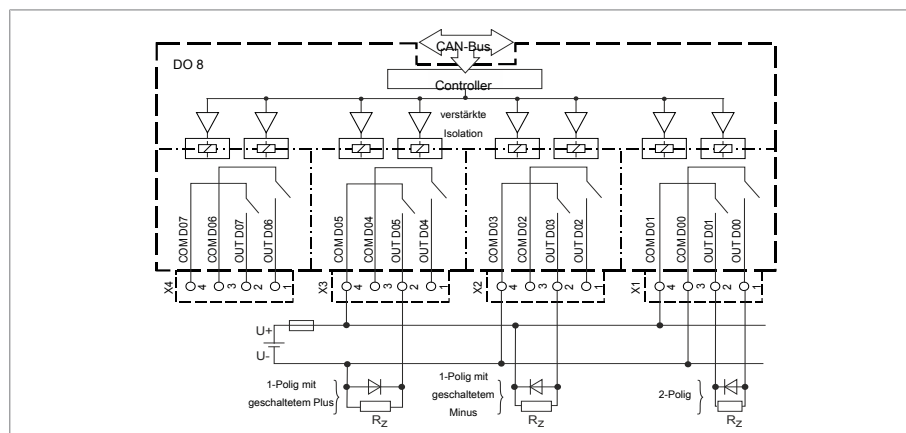 CAN-Bus
DO 8
Controller
verstärkte
Isolation
COM D07
COM D06
OUT D07
OUT D06
COM D05
COM D04
OUT D05
OUT D04
COM D03
COM D02
OUT D03
OUT D02
COM D01
COM D00
OUT D01
OUT D00
X4
4
3
2
1
X3
4
3
2
1
X2
4
3
2
1
X1
4
3
2
1
U+
U-
1-Polig mit
geschaltetem Plus
RZ
1-Polig mit
geschaltetem
Minus
RZ
2-Polig
RZ